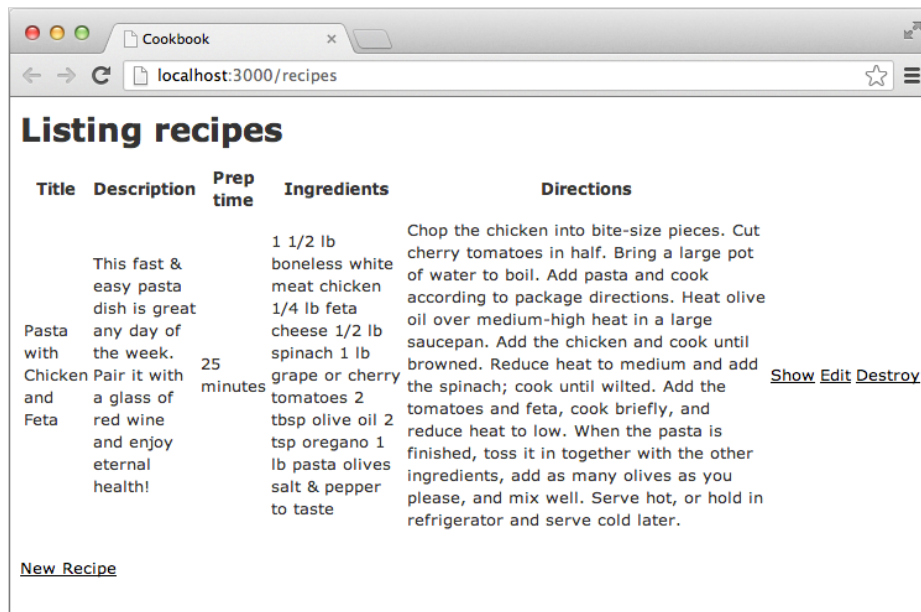 Cookbook
localhost:3000/recipes
Listing recipes
Title
Description
Prep
time
Ingredients
Directions
Pasta
with
Chicken
and
Feta
This fast &
easy pasta
dish is great
any day of
the week.
Pair it with
a glass of
red wine
and enjoy
eternal
health!
25
minutes
1 1/2 lb
boneless white
meat chicken
1/4 lb feta
cheese 1/2 lb
spinach 1 lb
grape or cherry
tomatoes 2
tbsp olive oil 2
tsp oregano 1
lb pasta olives
salt & pepper
to taste
Chop the chicken into bite-size pieces. Cut
cherry tomatoes in half. Bring a large pot
of water to boil. Add pasta and cook
according to package directions. Heat olive
oil over medium-high heat in a large
saucepan. Add the chicken and cook until
browned. Reduce heat to medium and add
the spinach; cook until wilted. Add the
tomatoes and feta, cook briefly, and
reduce heat to low. When the pasta is
finished, toss it in together with the other
ingredients, add as many olives as you
please, and mix well. Serve hot, or hold in
refrigerator and serve cold later.
Show Edit Destroy
New Recipe